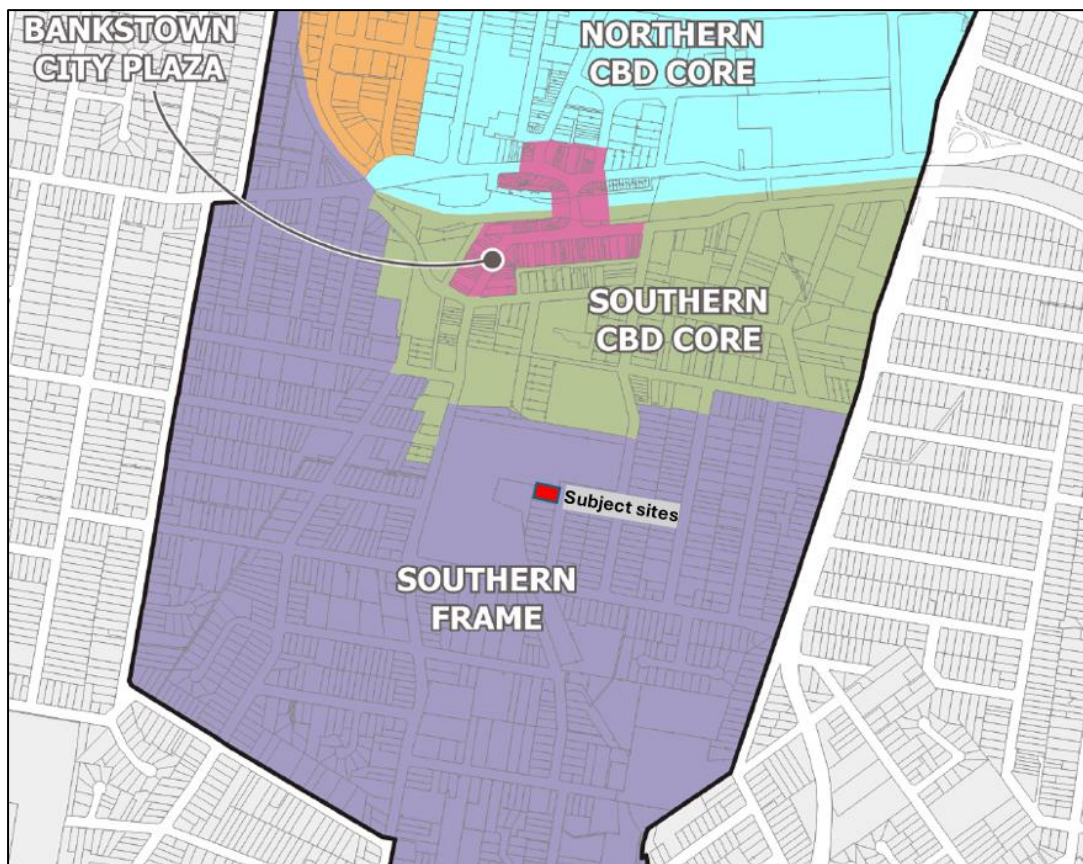 BANKSTOWN
CITY PLAZA
NORTHERN
CBD CORE
SOUTHERN
CBD CORE
Subject sites
SOUTHERN
FRAME